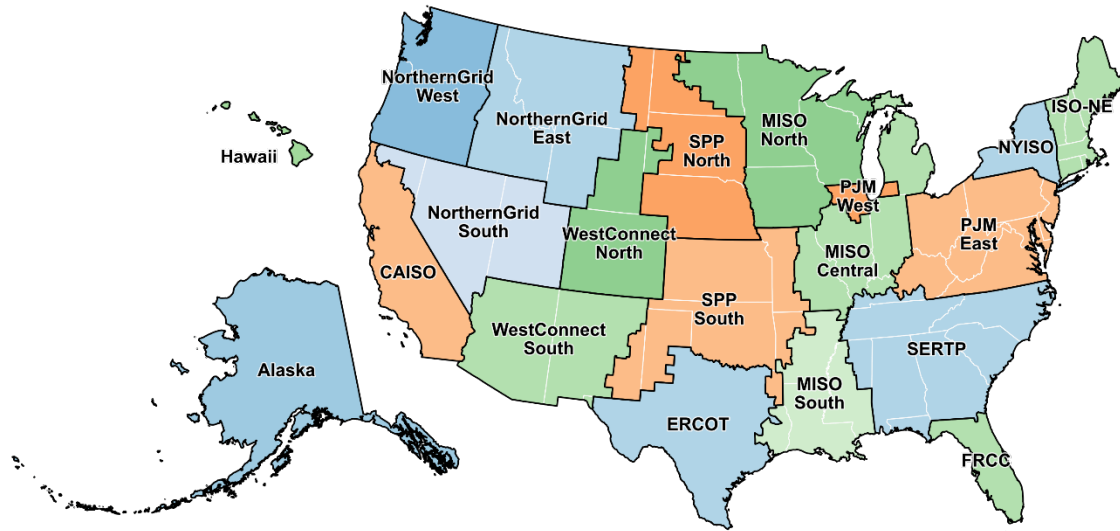 ISO-NE
NorthernGrid
West
NorthernGrid
East
MISO
North
SPP
North
NYISO
Hawaii
PJM
West
NorthernGrid
South
WestConnect
North
PJM
East
MISO
Central
CAISO
SPP
South
WestConnect
South
SERTP
Alaska
MISO
South
ERCOT
FRCC